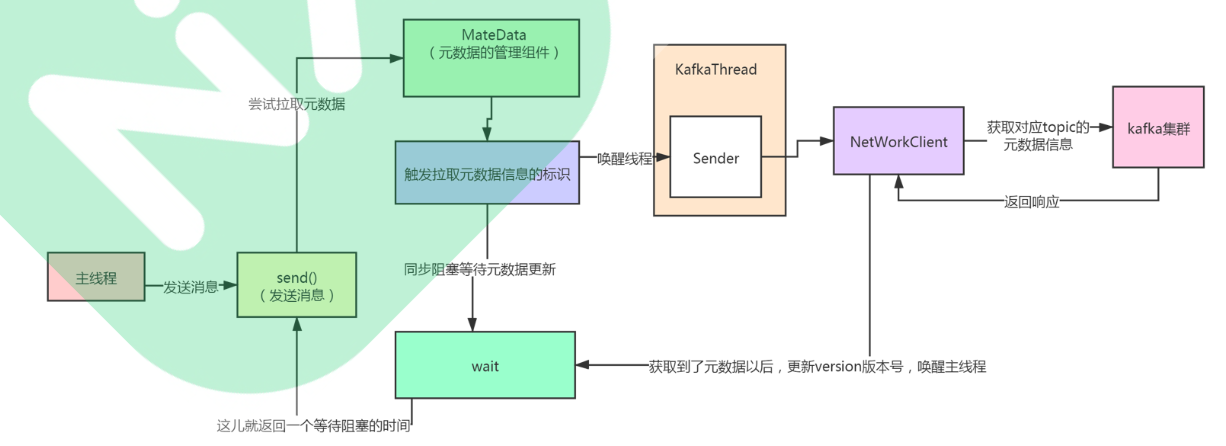 MateData
（元数据的管理组件）
KafkaThread
尝试拉取元数据
NetWorkClient
获取对应topic的
元数据信息
kafka集群
触发拉取元数据信息的标识
唤醒线程
Sender
返回响应
主线程
发送消息
send()
（发送消息）
同步阻塞等待元数据更新
wait
获取到了元数据以后，更新version版本号，唤醒主线程
这儿就返回一个等待阻塞的时间